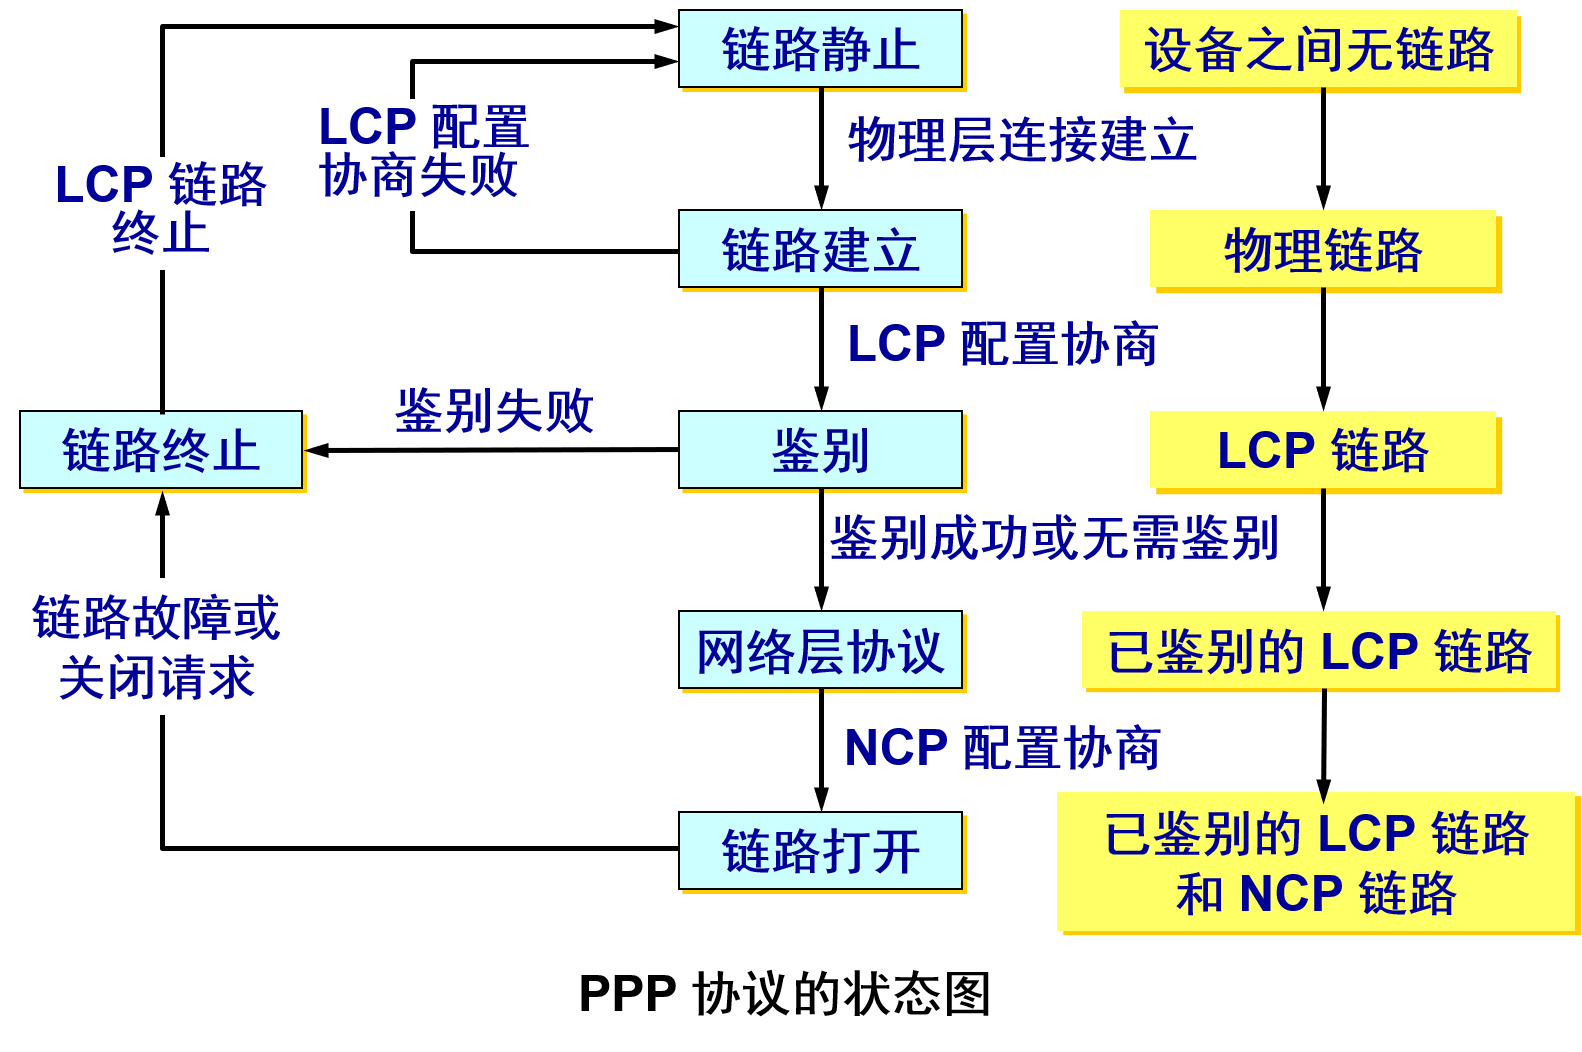 链路静止
设备之间无链路
LCP 配置
协商失败
物理层连接建立
LCP 链路
终止
链路建立
物理链路
LCP 配置协商
鉴别失败
链路终止
鉴别
LCP 链路
鉴别成功或无需鉴别
链路故障或
关闭请求
网络层协议
已鉴别的 LCP 链路
NCP 配置协商
链路打开
已鉴别的 LCP 链路
和 NCP 链路
PPP 协议的状态图